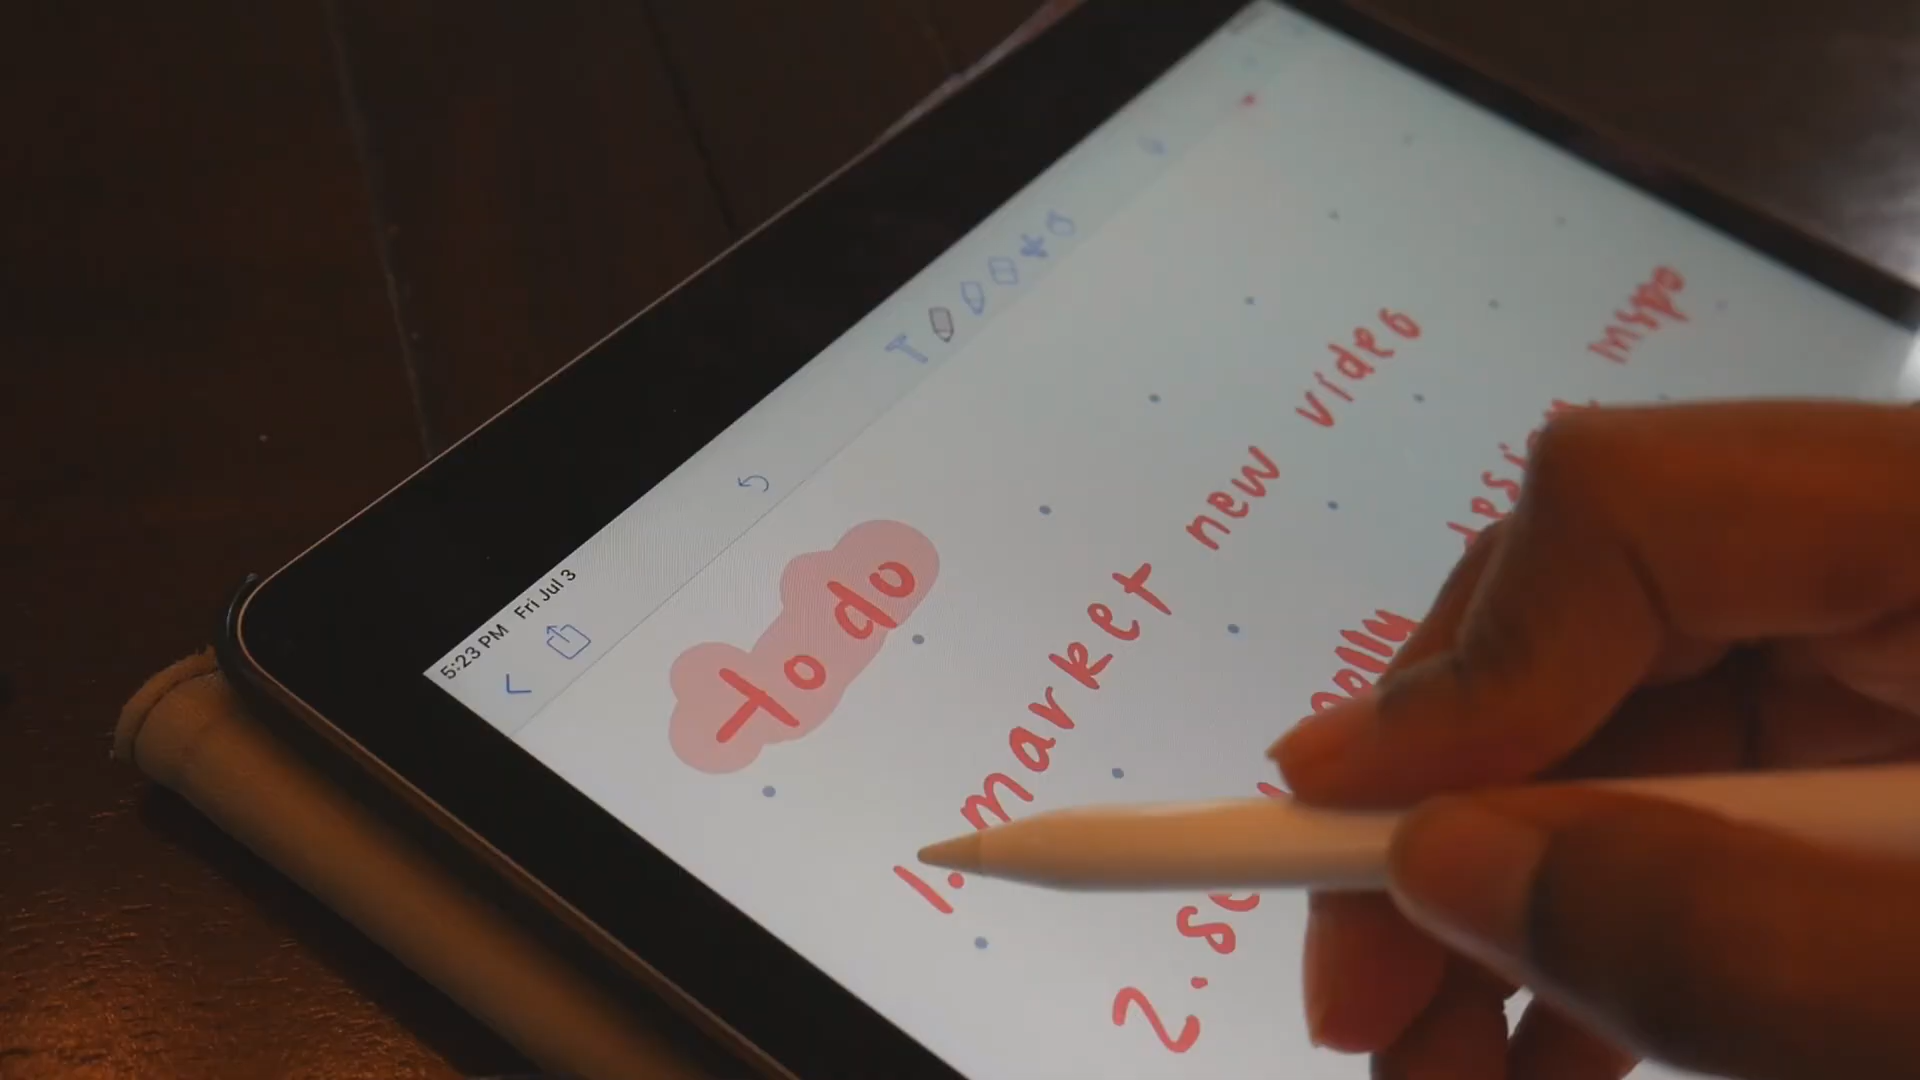 5:23 PM Fri Jul 3
to do
1. market new video
2. inspo